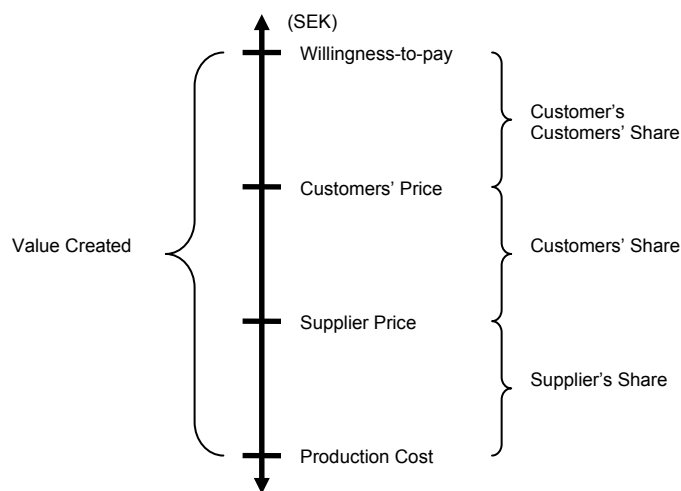 (SEK)
Willingness-to-pay
Customer’s
Customers’ Share
Customers’ Price
Value Created
Customers’ Share
Supplier Price
Supplier’s Share
Production Cost